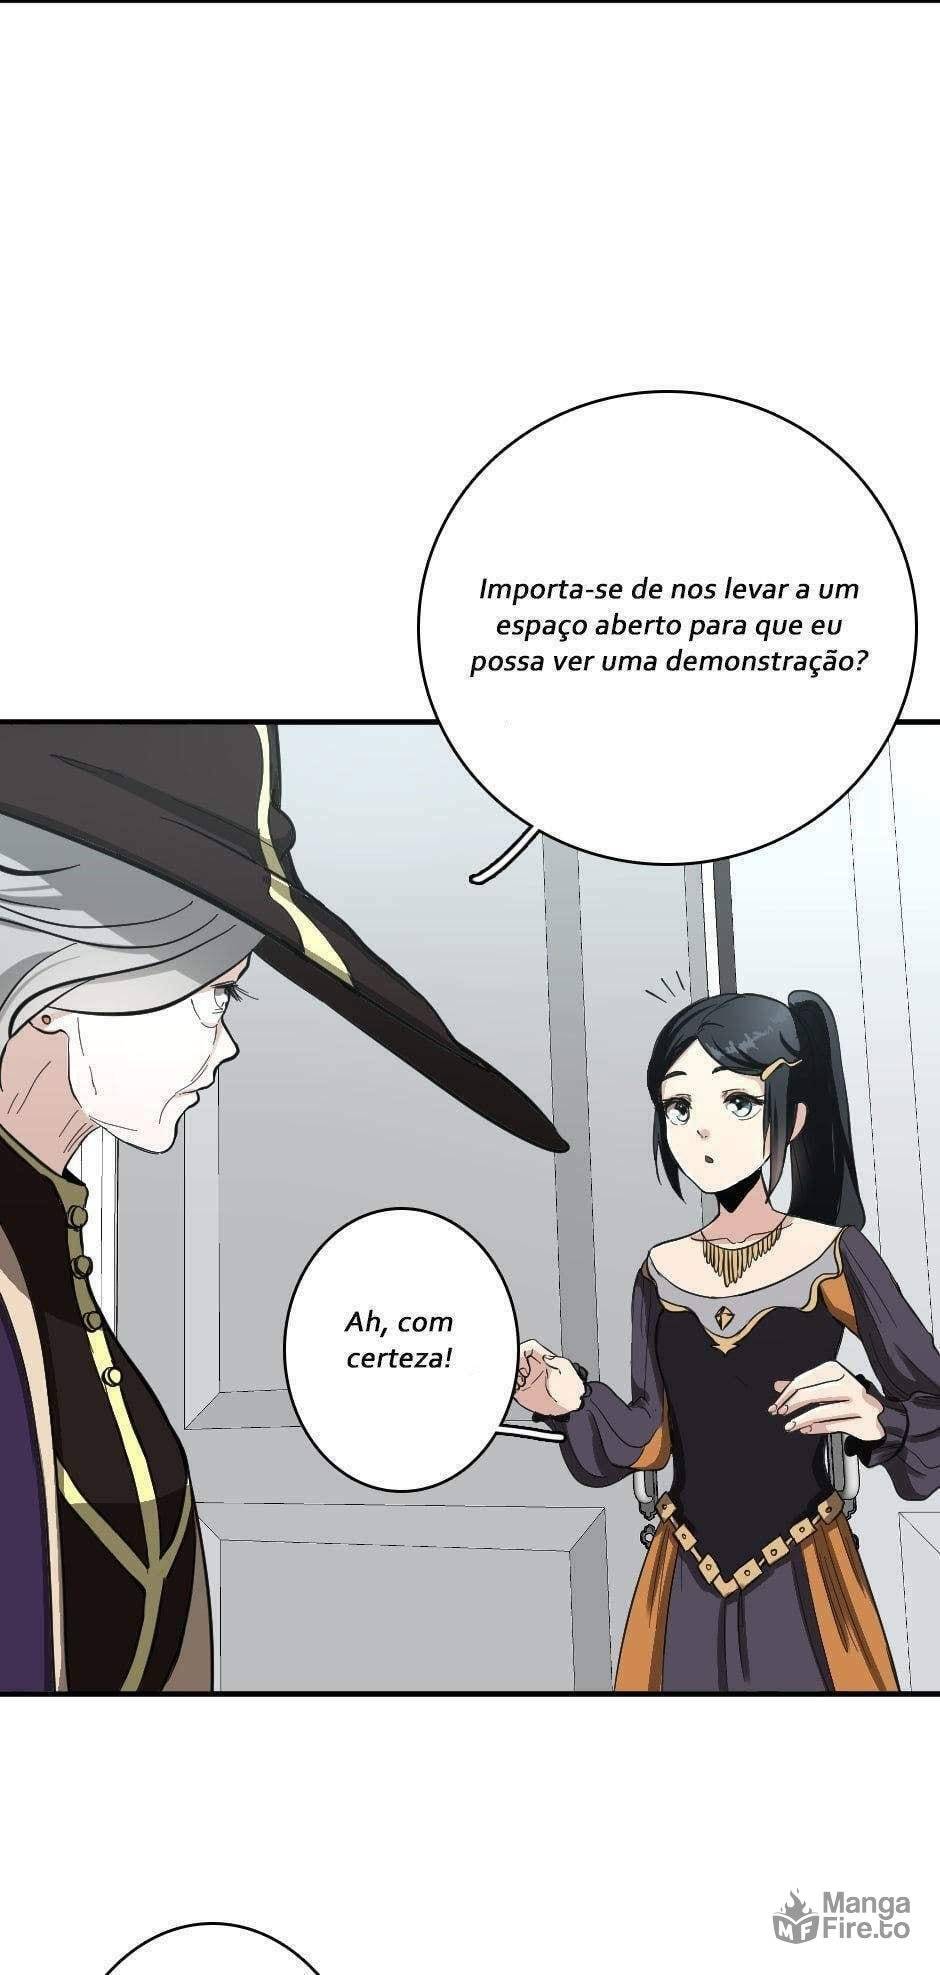 Importa-se de nos levar a um
espaço aberto para que eu
possa ver uma demonstração?
Ah, com
certeza!
Manga
MF Fire.to